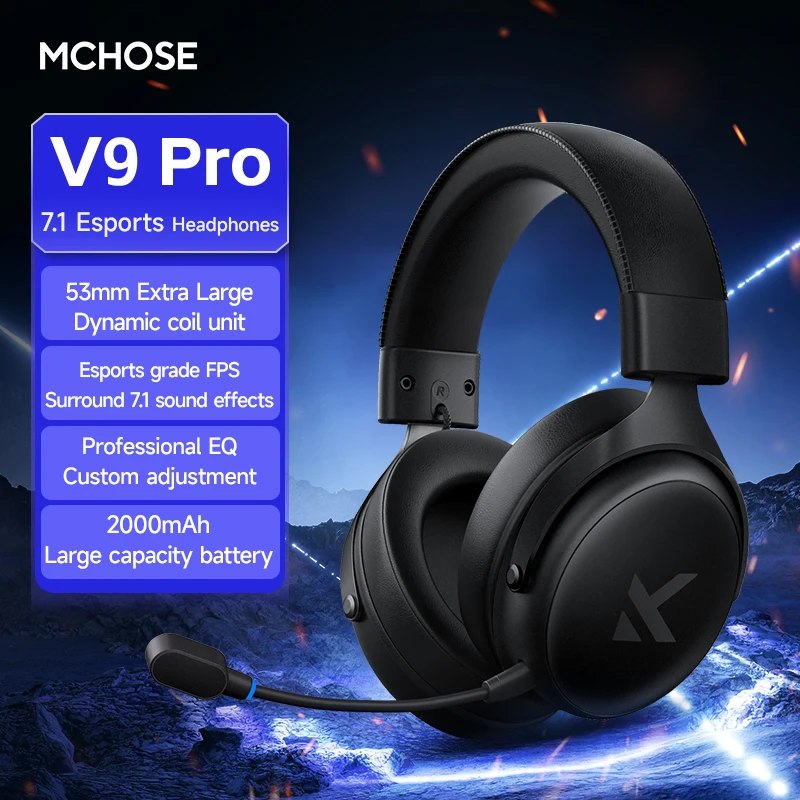 MCHOSE
V9 Pro
7.1 Esports Headphones
53mm Extra Large
Dynamic coil unit
Esports grade FPS
Surround 7.1 sound effects
Professional EQ
Custom adjustment
2000mAh
Large capacity battery
R